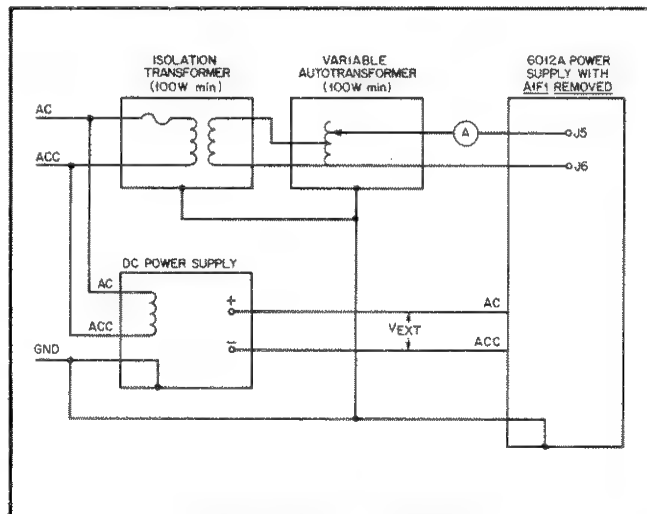 ISOLATION
TRANSFORMER
(100W min)
VARIABLE
AUTOTRANSFORMER
(100W min)
6012A POWER
SUPPLY WITH
A1F1 REMOVED
AC
ACC
A
J5
J6
DC POWER SUPPLY
AC
ACC
+
-
VEXT
AC
ACC
GND